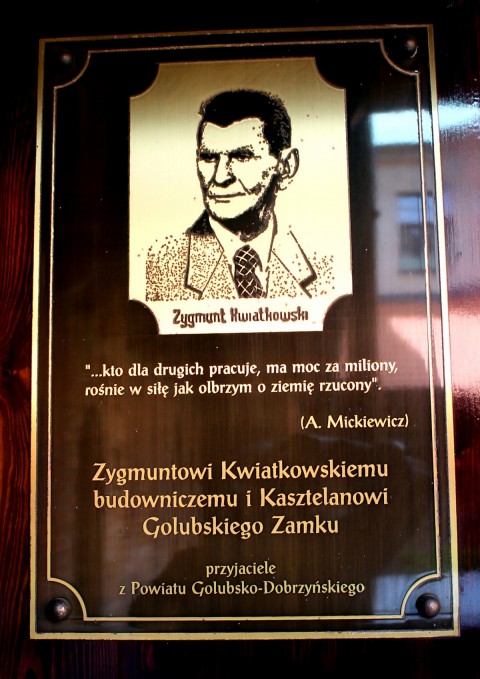 Zygmunt Kwiatkowski
"...kto dla drugich pracuje, ma moc za miliony,
rośnie w siłę jak olbrzym o ziemię rzucony".
(A. Mickiewicz)
Zygmuntowi Kwiatkowskiemu
budowniczemu i Kasztelanowi
Golubskiego Zamku
przyjaciele
z Powiatu Golubsko-Dobrzyńskiego